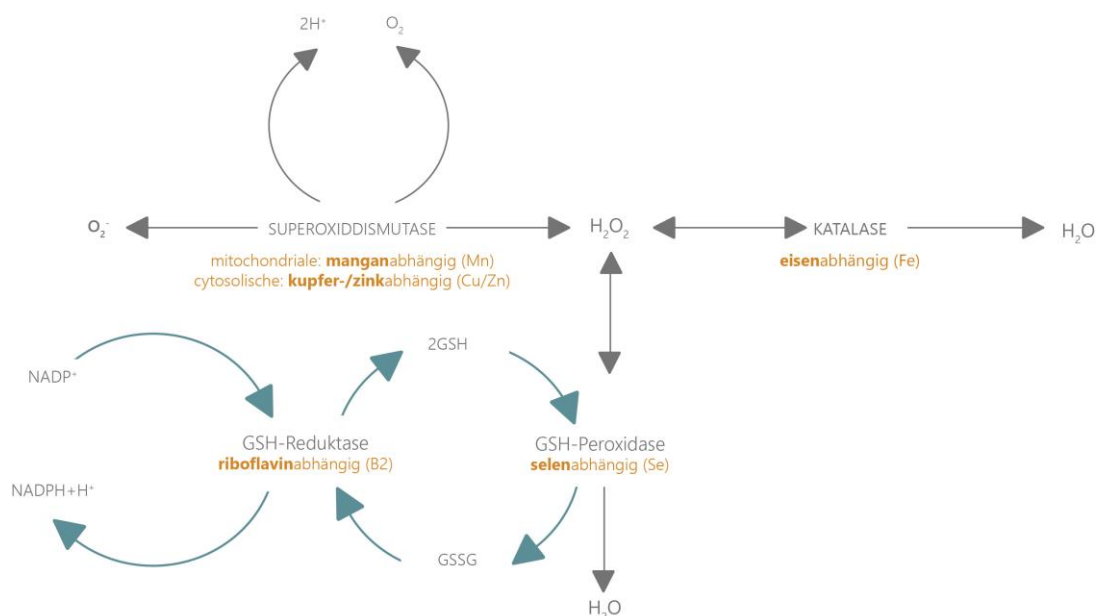 2H⁺
O₂
O₂⁻
SUPEROXIDDISMUTASE
H₂O₂
KATALASE
H₂O
mitochondriale: manganabhängig (Mn)
cytosolische: kupfer-/zinkabhängig (Cu/Zn)
eisenabhängig (Fe)
2GSH
NADP⁺
GSH-Reduktase
riboflavinabhängig (B2)
GSH-Peroxidase
selenabhängig (Se)
NADPH+H⁺
GSSG
H₂O